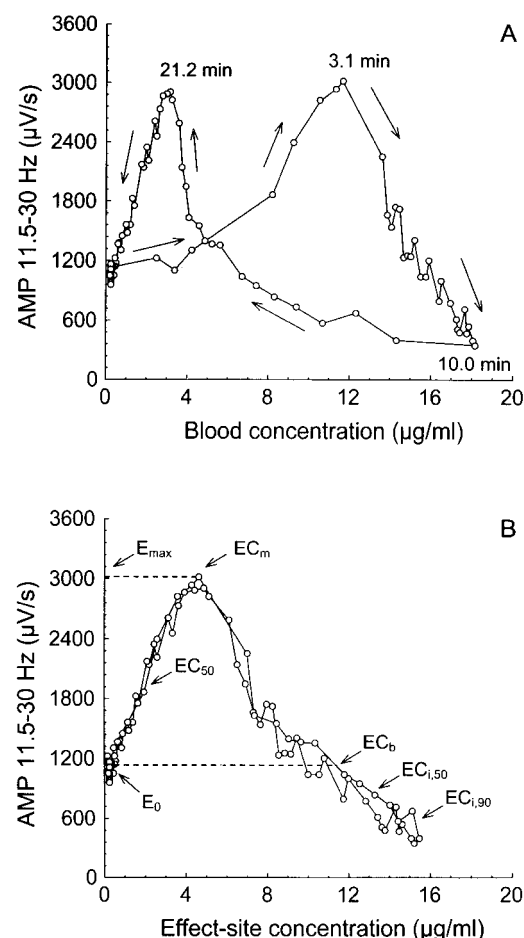 A
3600
3000
2400
1800
1200
600
0
AMP 11.5-30 Hz (µV/s)
21.2 min
3.1 min
10.0 min
0 4 8 12 16 20
Blood concentration (µg/ml)
B
3600
3000
2400
1800
1200
600
0
AMP 11.5-30 Hz (µV/s)
Emax
ECm
EC50
E0
ECb
ECi,50
ECi,90
0 4 8 12 16 20
Effect-site concentration (µg/ml)